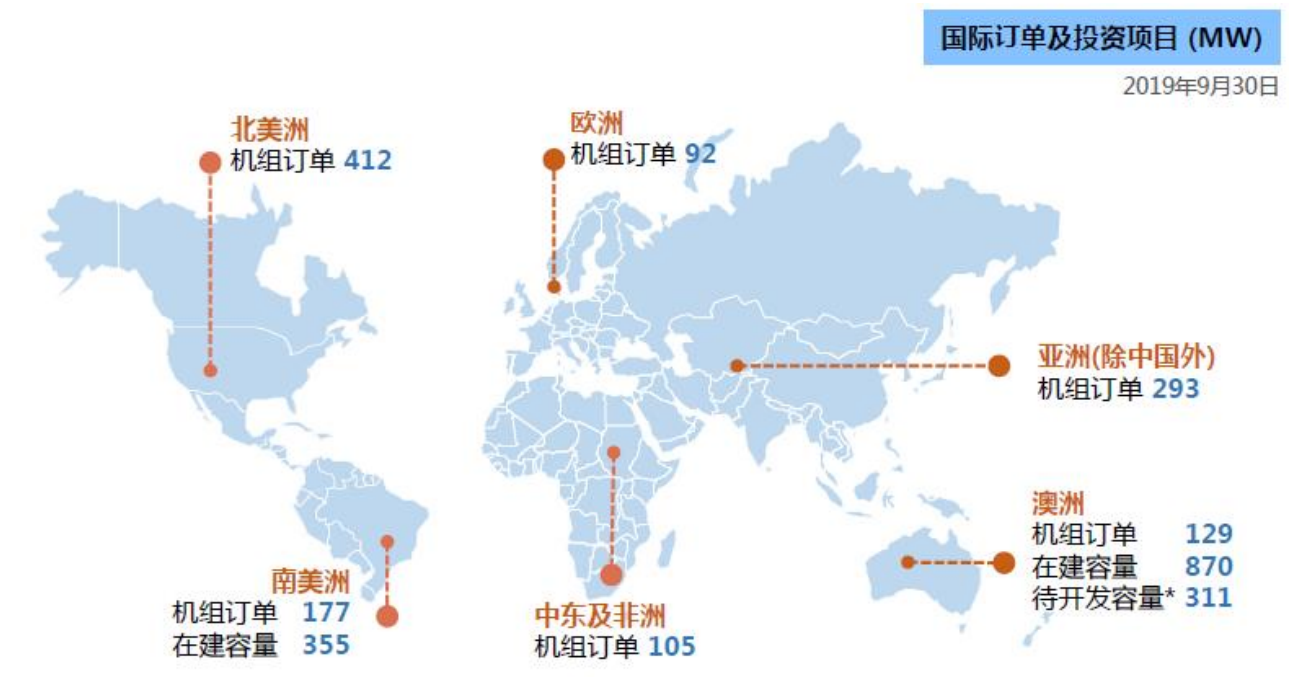 国际订单及投资项目 (MW)
2019年9月30日
北美洲
机组订单 412
欧洲
机组订单 92
亚洲(除中国外)
机组订单 293
澳洲
机组订单 129
在建容量 870
待开发容量* 311
南美洲
机组订单 177
在建容量 355
中东及非洲
机组订单 105